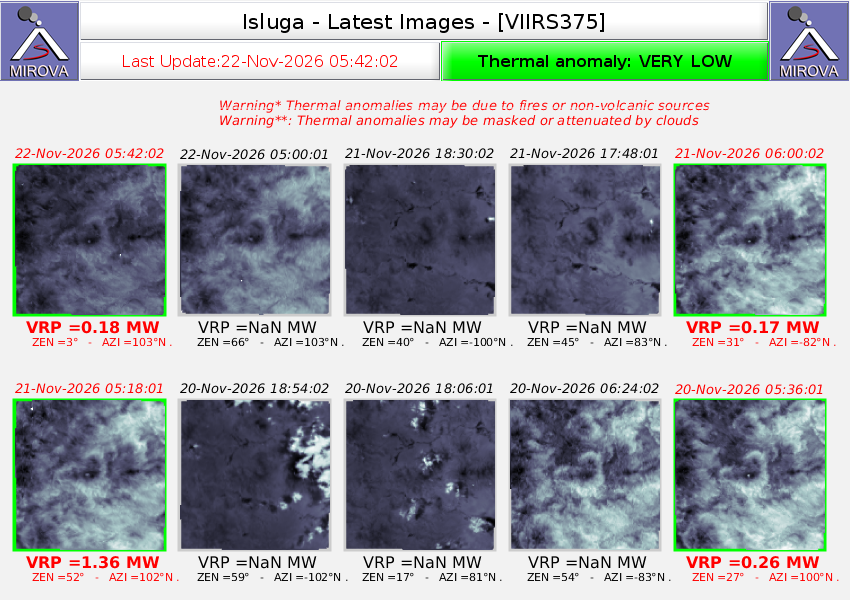 Isluga - Latest Images - [VIIRS375]
MIROVA
Last Update:22-Nov-2026 05:42:02
Thermal anomaly: VERY LOW
MIROVA
Warning* Thermal anomalies may be due to fires or non-volcanic sources
Warning**: Thermal anomalies may be masked or attenuated by clouds
22-Nov-2026 05:42:02 22-Nov-2026 05:00:01 21-Nov-2026 18:30:02 21-Nov-2026 17:48:01 21-Nov-2026 06:00:02
VRP =0.18 MW VRP =NaN MW VRP =NaN MW VRP =NaN MW VRP =0.17 MW
ZEN =3° - AZI =103°N . ZEN =66° - AZI =103°N . ZEN =40° - AZI =-100°N . ZEN =45° - AZI =83°N . ZEN =31° - AZI =-82°N .
21-Nov-2026 05:18:01 20-Nov-2026 18:54:02 20-Nov-2026 18:06:01 20-Nov-2026 06:24:02 20-Nov-2026 05:36:01
VRP =1.36 MW VRP =NaN MW VRP =NaN MW VRP =NaN MW VRP =0.26 MW
ZEN =52° - AZI =102°N . ZEN =59° - AZI =-102°N . ZEN =17° - AZI =81°N . ZEN =54° - AZI =-83°N . ZEN =27° - AZI =100°N .